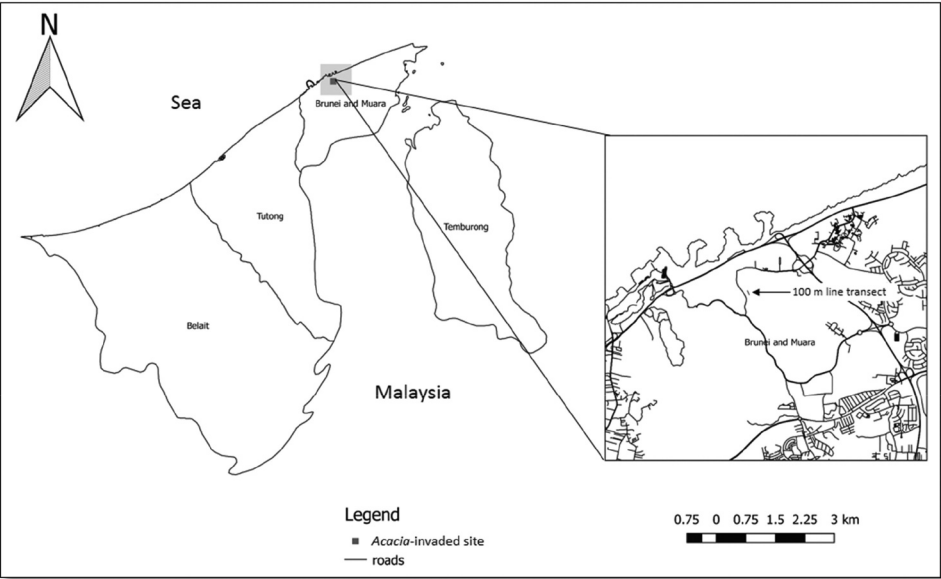 N
Sea
Brunei and Muara
Tutong
Temburong
Belait
Malaysia
100 m line transect
Brunei and Muara
Legend
Acacia-invaded site
roads
0.75 0 0.75 1.5 2.25 3 km